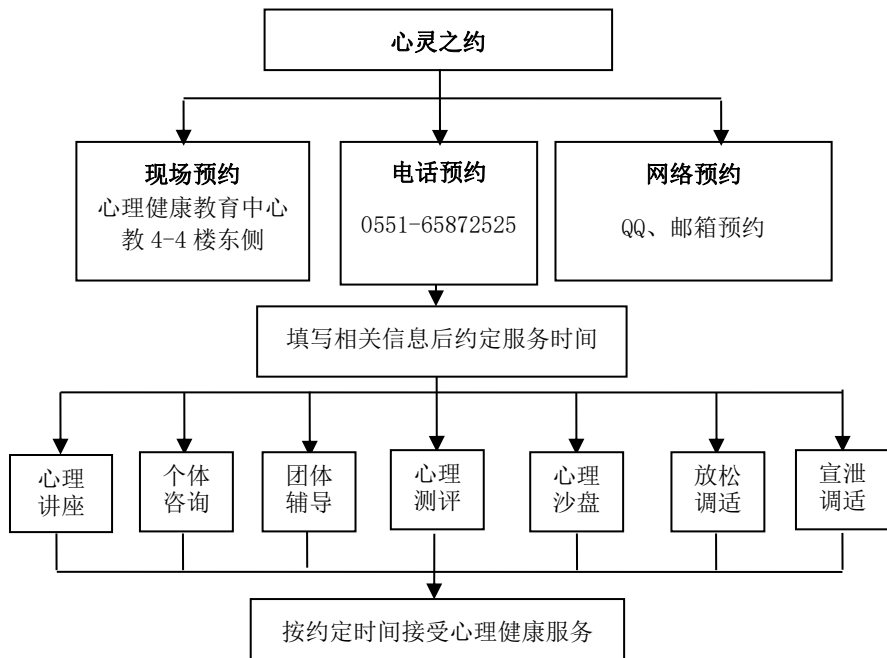 心灵之约
现场预约
心理健康教育中心
教 4-4 楼东侧
电话预约
0551-65872525
网络预约
QQ、邮箱预约
填写相关信息后约定服务时间
心理
讲座
个体
咨询
团体
辅导
心理
测评
心理
沙盘
放松
调适
宣泄
调适
按约定时间接受心理健康服务